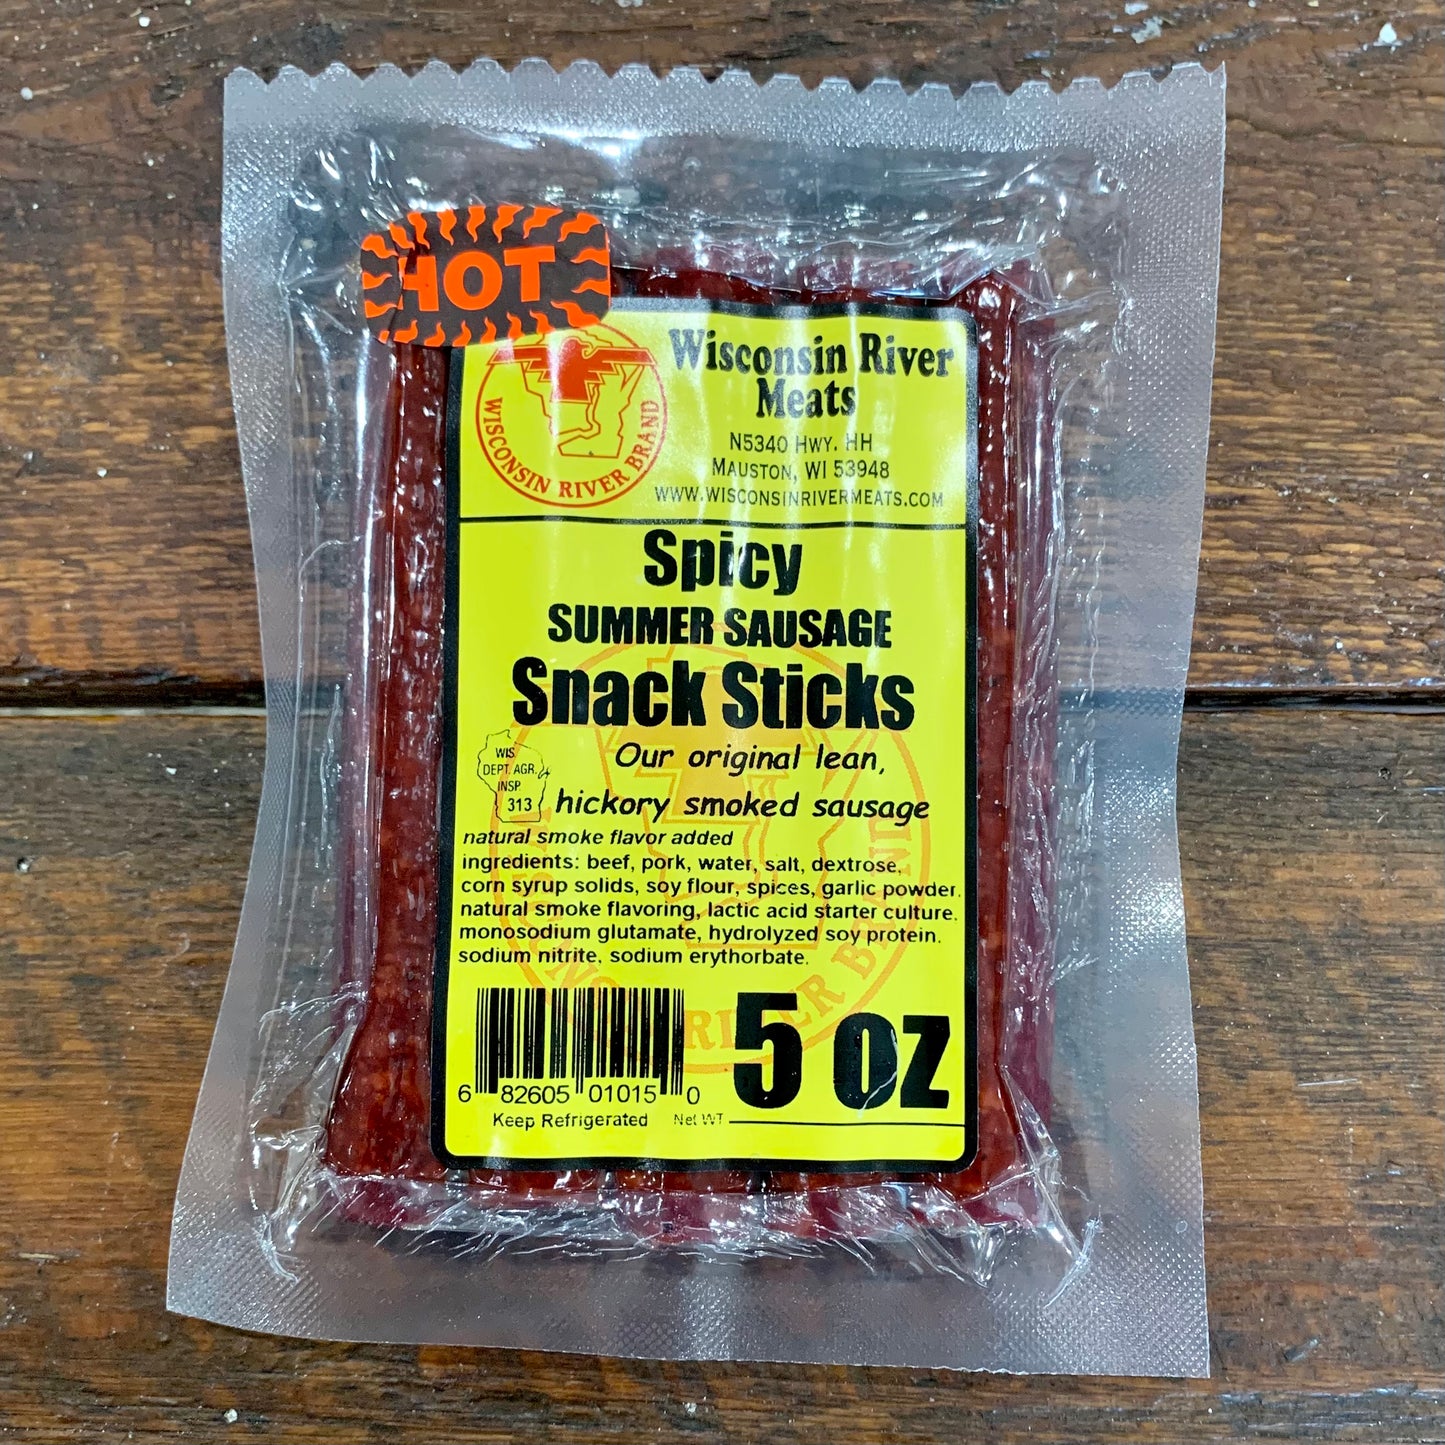 HOT
WISCONSIN RIVER BRAND
Wisconsin River
Meats
N5340 HWY. HH
MAUSTON, WI 53948
WWW.WISCONSINRIVERMEATS.COM
Spicy
SUMMER SAUSAGE
Snack Sticks
Our original lean,
hickory smoked sausage
WIS.
DEPT. AGR.
INSP.
313
natural smoke flavor added
ingredients: beef, pork, water, salt, dextrose,
corn syrup solids, soy flour, spices, garlic powder,
natural smoke flavoring, lactic acid starter culture,
monosodium glutamate, hydrolyzed soy protein,
sodium nitrite, sodium erythorbate.
6 82605 01015 0
Keep Refrigerated
Net WT
5 oz